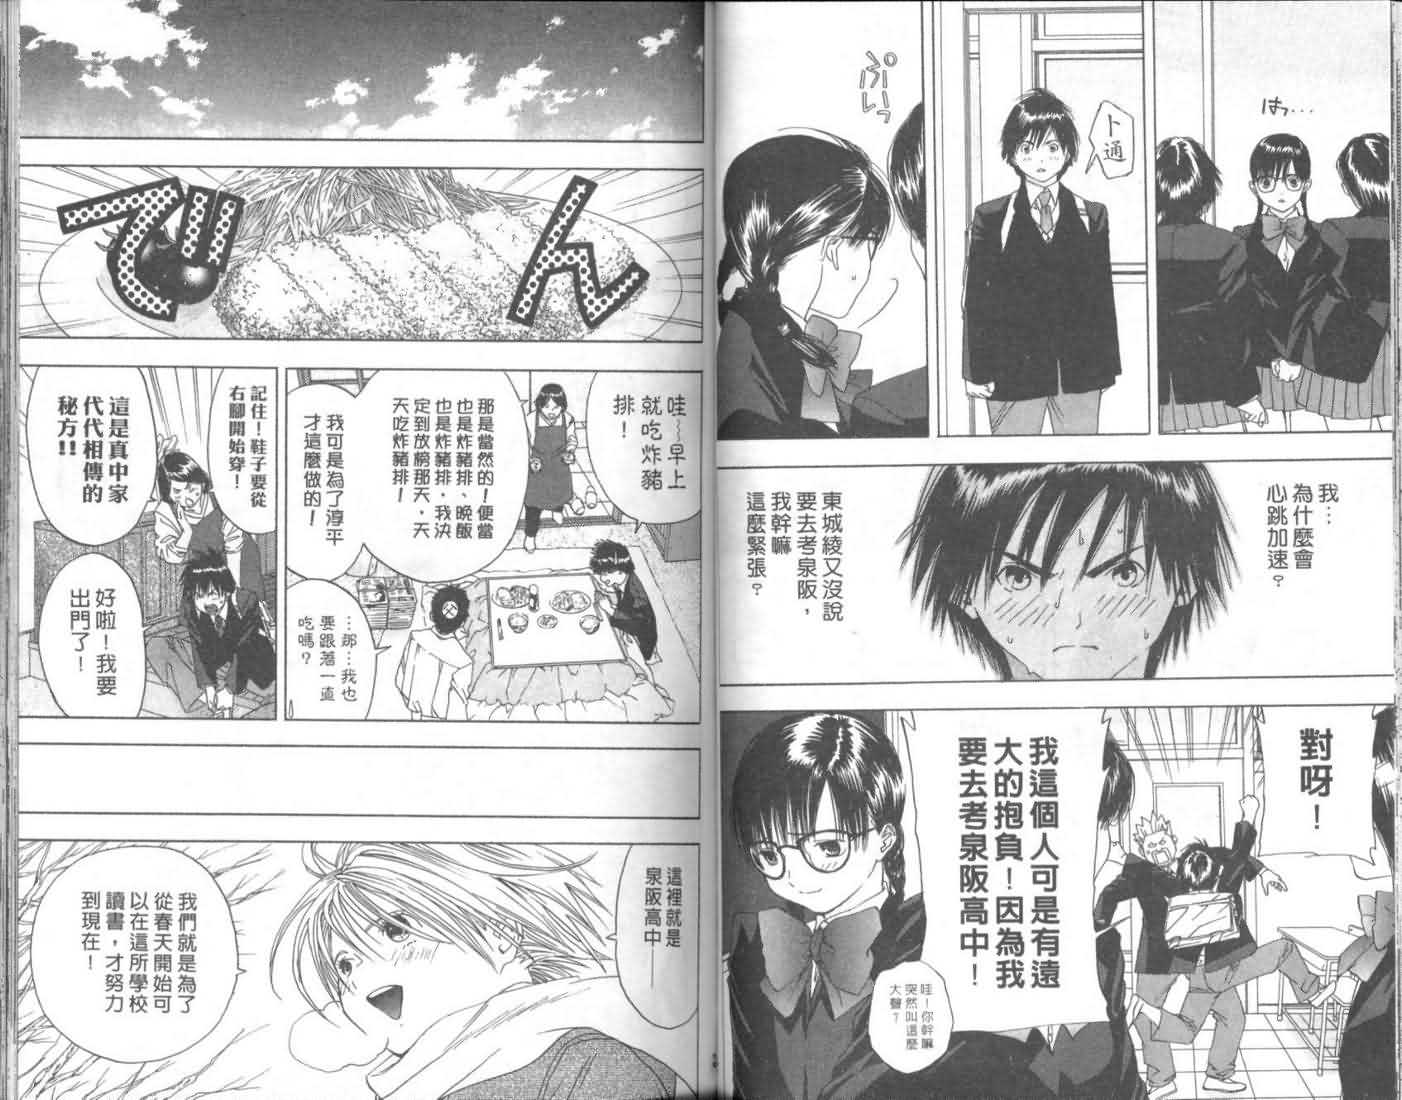 はっ…
卜通
ぷいっ
我…
為什麼會
心跳加速?
東城綾又沒說
要去考泉阪，
我幹嘛
這麼緊張?
對呀!
我這個人可是有遠
大的抱負!因為我
要去考泉阪高中!
哇!你幹嘛
突然叫這麼
大聲?
でりん
哇~~早上
就吃炸豬
排!
那是當然的!便當
也是炸豬排、晚飯
也是炸豬排，我決
定到放榜那天，天
天吃炸豬排!
我可是為了淳平
才這麼做的!
…那…我也
要跟著一直
吃嗎?
記住!鞋子要從
右腳開始穿!
這是真中家
代代相傳的
秘方!!
好啦!我要
出門了!
這裡就是
泉阪高中——
我們就是為了
從春天開始可
以在這所學校
讀書，才努力
到現在!